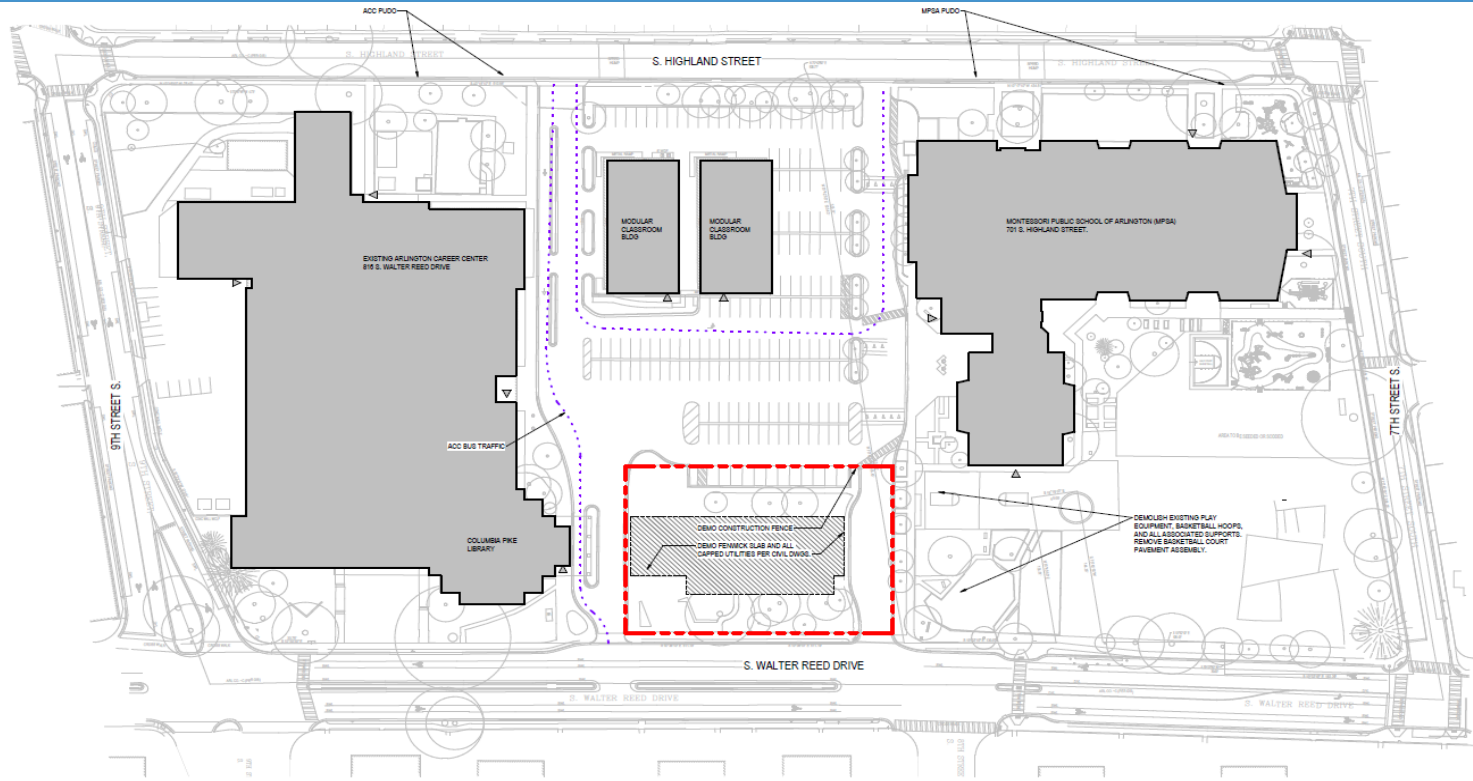 ACC PUDO
MPSA PUDO
S. HIGHLAND STREET
S. HIGHLAND STREET
S. HIGHLAND STREET
MODULAR
CLASSROOM
BLDG
MODULAR
CLASSROOM
BLDG
MONTESSORI PUBLIC SCHOOL OF ARLINGTON (MPSA)
701 S. HIGHLAND STREET.
EXISTING ARLINGTON CAREER CENTER
816 S. WALTER REED DRIVE
9TH STREET S.
7TH STREET S.
ACC BUS TRAFFIC
COLUMBIA PIKE
LIBRARY
DEMO CONSTRUCTION FENCE
DEMO FENWICK SLAB AND ALL
CAPPED UTILITIES PER CIVIL DWGS.
DEMOLISH EXISTING PLAY
EQUIPMENT, BASKETBALL HOOPS,
AND ALL ASSOCIATED SUPPORTS.
REMOVE BASKETBALL COURT
PAVEMENT ASSEMBLY.
S. WALTER REED DRIVE
S. WALTER REED DRIVE
S. WALTER REED DRIVE